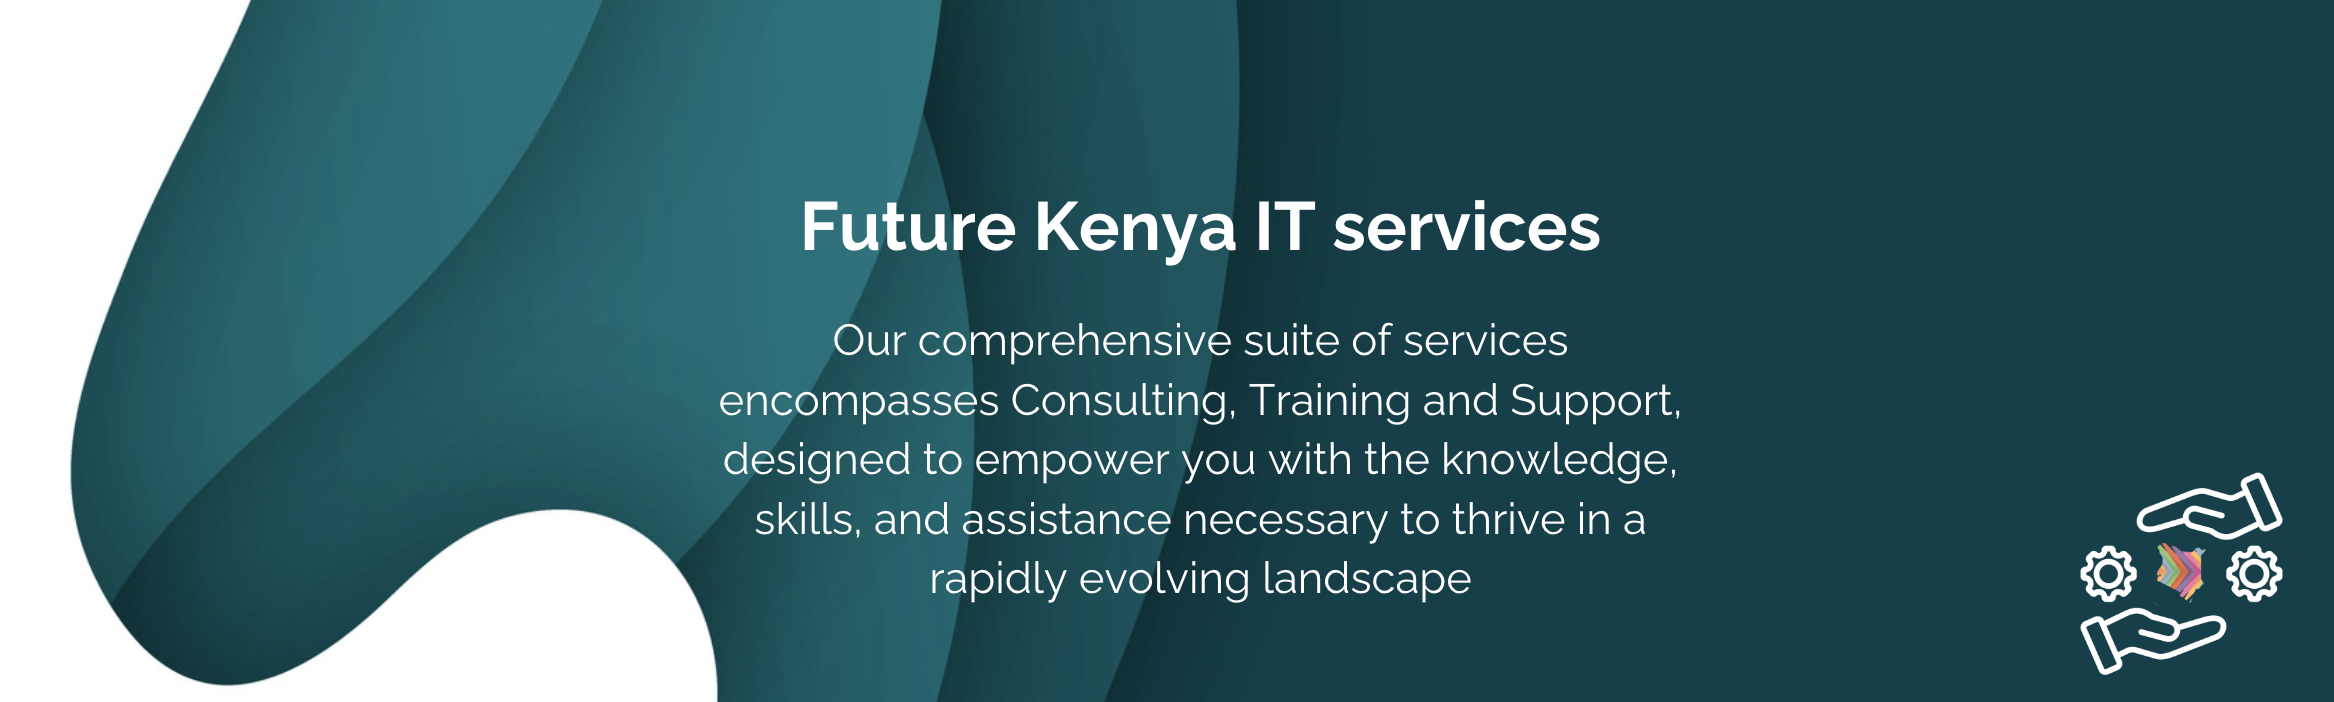 Future Kenya IT services
Our comprehensive suite of services
encompasses Consulting, Training and Support,
designed to empower you with the knowledge,
skills, and assistance necessary to thrive in a
rapidly evolving landscape